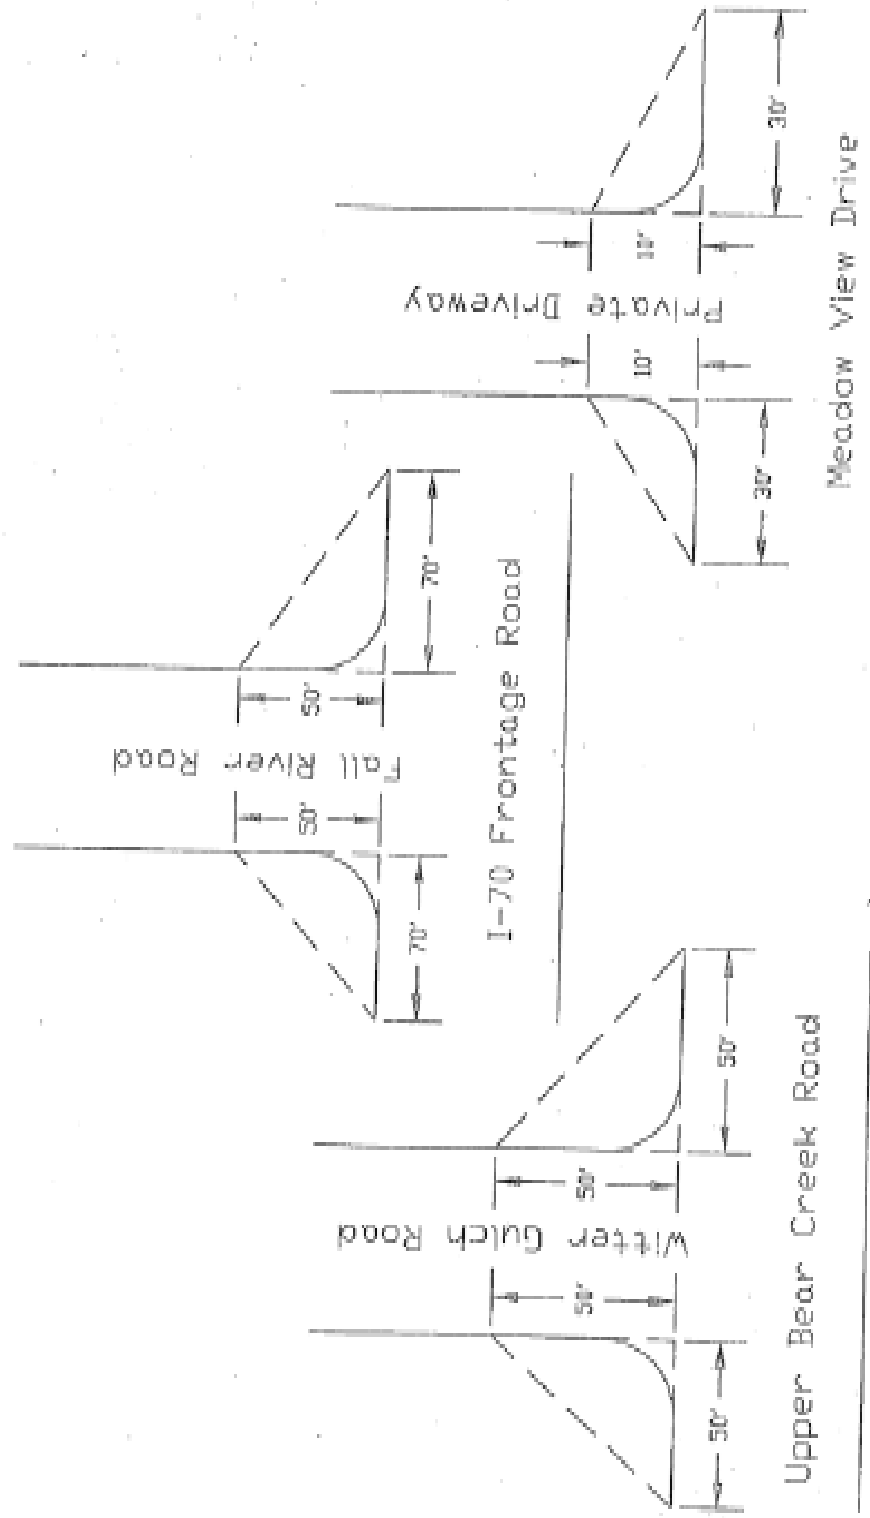 30'
10'
Private Driveway
10'
30'
Meadow View Drive
70'
50'
Fall River Road
50'
70'
I-70 Frontage Road
50'
50'
Witter Gulch Road
50'
50'
Upper Bear Creek Road